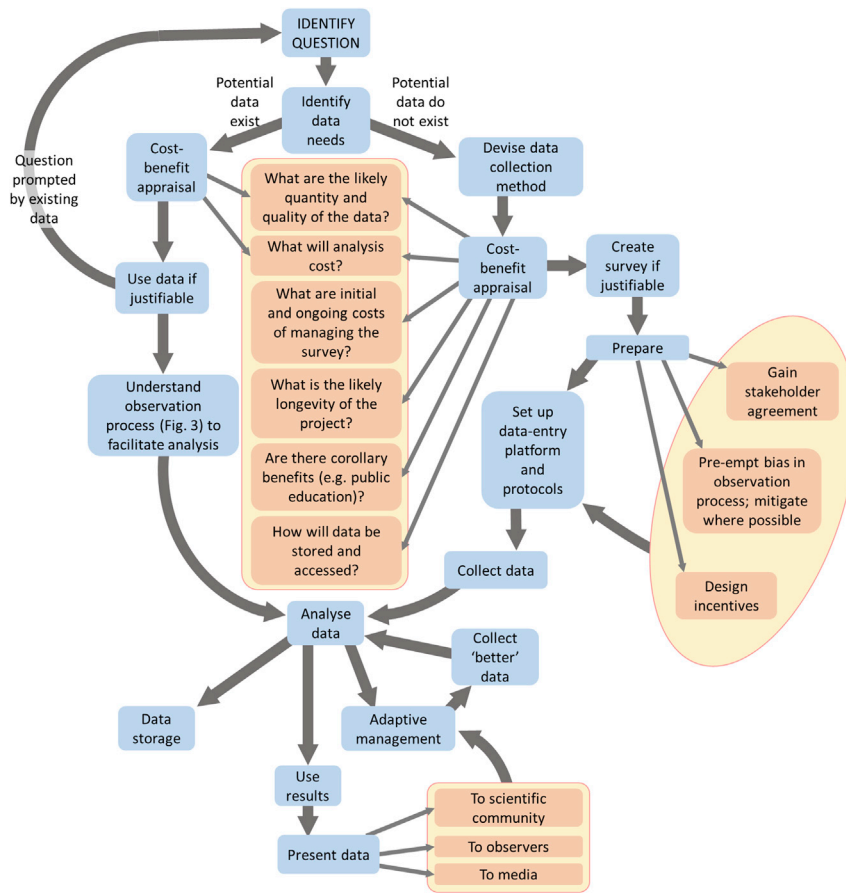 IDENTIFY
QUESTION
Potential
data
exist
Potential
data do
not exist
Identify
data
needs
Cost-
benefit
appraisal
Devise data
collection
method
Question
prompted
by existing
data
What are the likely
quantity and
quality of the data?
What will analysis
cost?
What are initial
and ongoing costs
of managing the
survey?
What is the likely
longevity of the
project?
Are there corollary
benefits (e.g. public
education)?
How will data be
stored and
accessed?
Cost-
benefit
appraisal
Create
survey if
justifiable
Use data if
justifiable
Prepare
Understand
observation
process (Fig. 3) to
facilitate analysis
Gain
stakeholder
agreement
Set up
data-entry
platform
and
protocols
Pre-empt bias in
observation
process; mitigate
where possible
Design
incentives
Collect data
Analyse
data
Collect
‘better’
data
Data
storage
Adaptive
management
Use
results
Present data
To scientific
community
To observers
To media